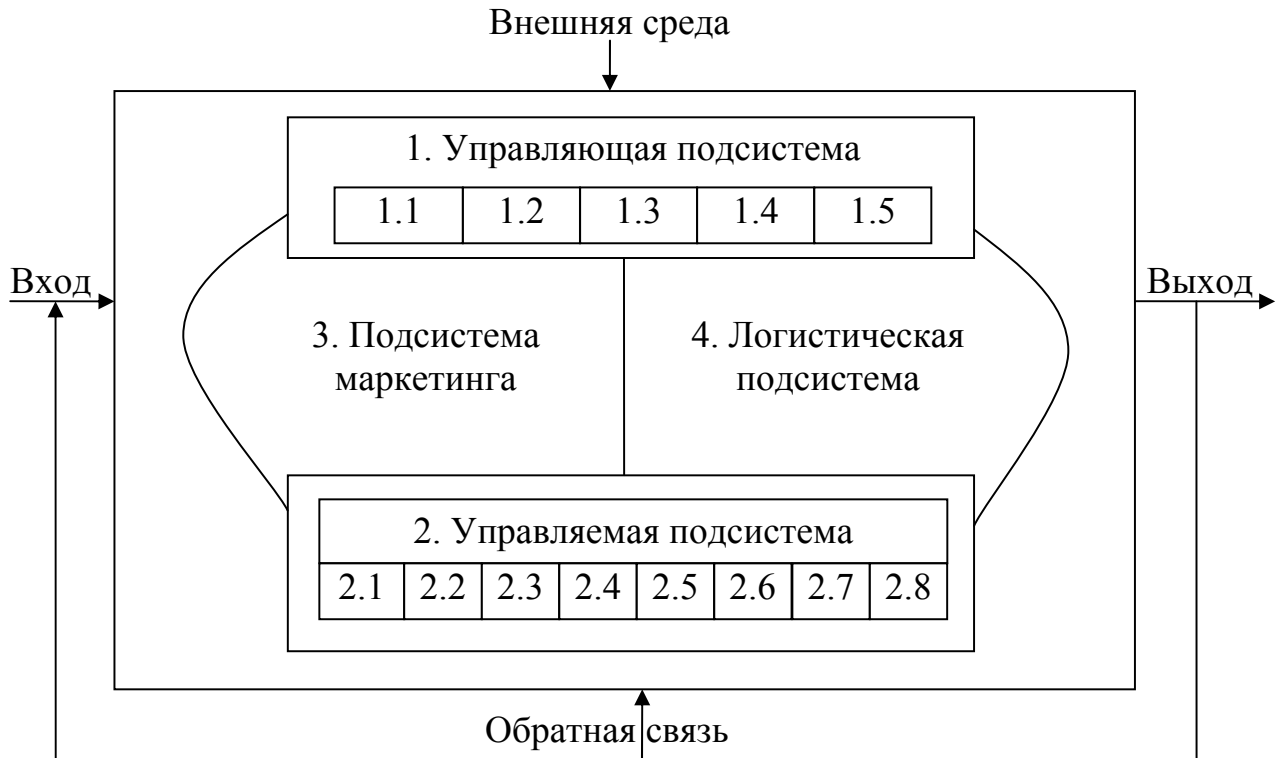 Внешняя среда
1. Управляющая подсистема
1.1 1.2 1.3 1.4 1.5
Вход
Выход
3. Подсистема
маркетинга
4. Логистическая
подсистема
2. Управляемая подсистема
2.1 2.2 2.3 2.4 2.5 2.6 2.7 2.8
Обратная связь